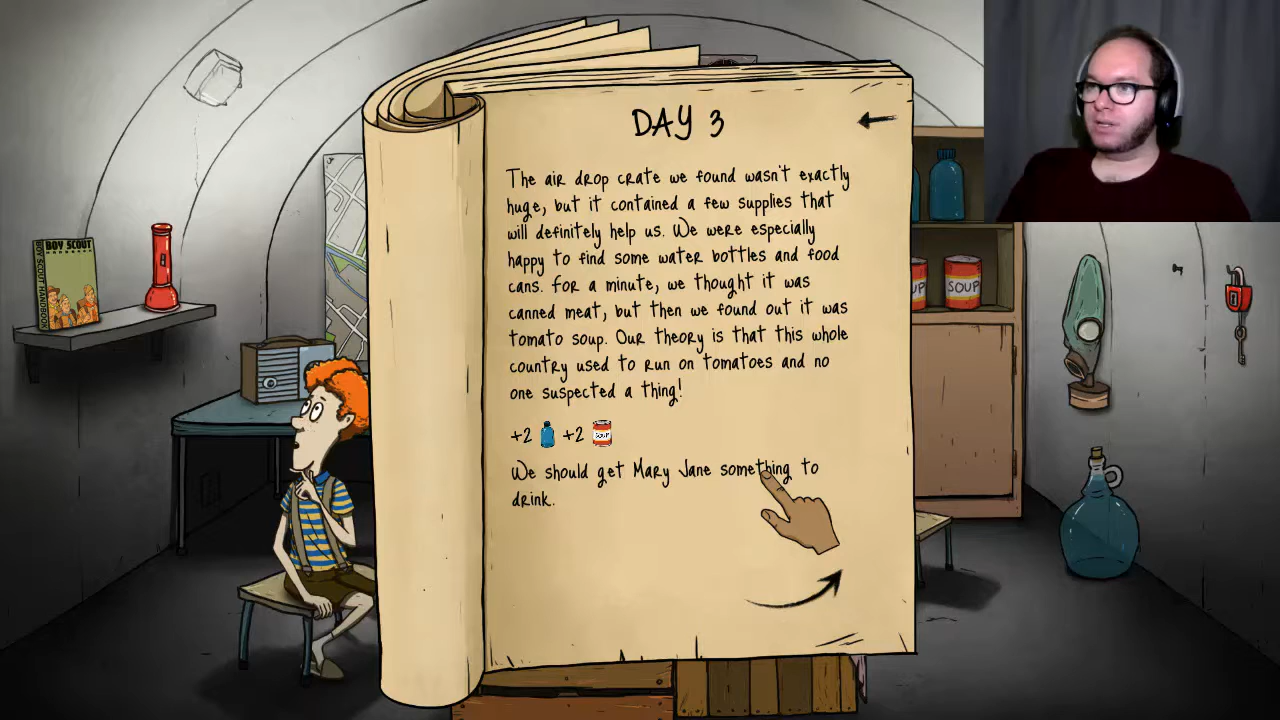 DAY 3
The air drop crate we found wasn't exactly
huge, but it contained a few supplies that
will definitely help us. We were especially
happy to find some water bottles and food
cans. For a minute, we thought it was
canned meat, but then we found out it was
tomato soup. Our theory is that this whole
country used to run on tomatoes and no
one suspected a thing!
+2 +2 SOUP
We should get Mary Jane something to
drink.
BOY SCOUT
BOY SCOUT HANDBOOK
UP
SOUP